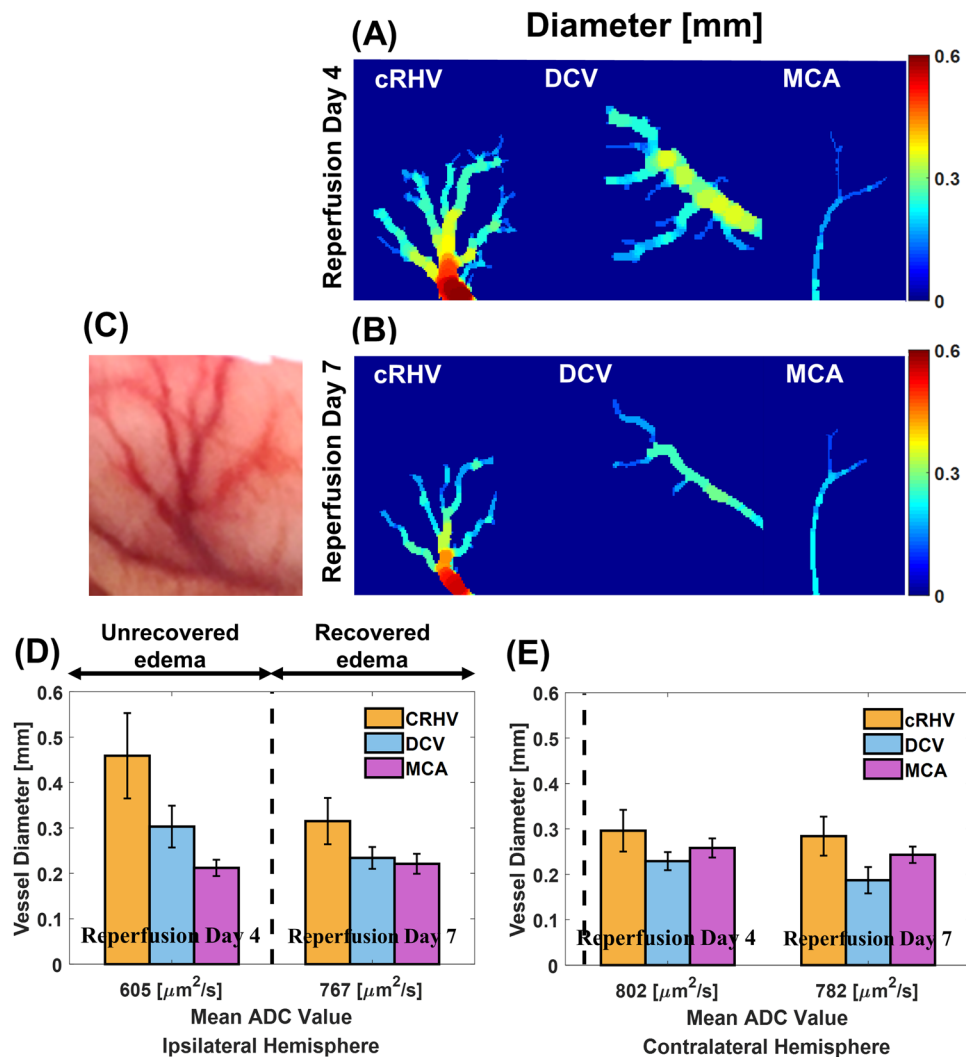 (A)
Diameter [mm]
Reperfusion Day 4
cRHV DCV MCA
0.6
0.3
0
(C)
(B)
Reperfusion Day 7
cRHV DCV MCA
0.6
0.3
0
(D)
Unrecovered edema
Recovered edema
Vessel Diameter [mm]
0.6
0.5
0.4
0.3
0.2
0.1
0
CRHV
DCV
MCA
Reperfusion Day 4
Reperfusion Day 7
605 [μm²/s] 767 [μm²/s]
Mean ADC Value
Ipsilateral Hemisphere
(E)
Vessel Diameter [mm]
0.6
0.5
0.4
0.3
0.2
0.1
0
cRHV
DCV
MCA
Reperfusion Day 4
Reperfusion Day 7
802 [μm²/s] 782 [μm²/s]
Mean ADC Value
Contralateral Hemisphere